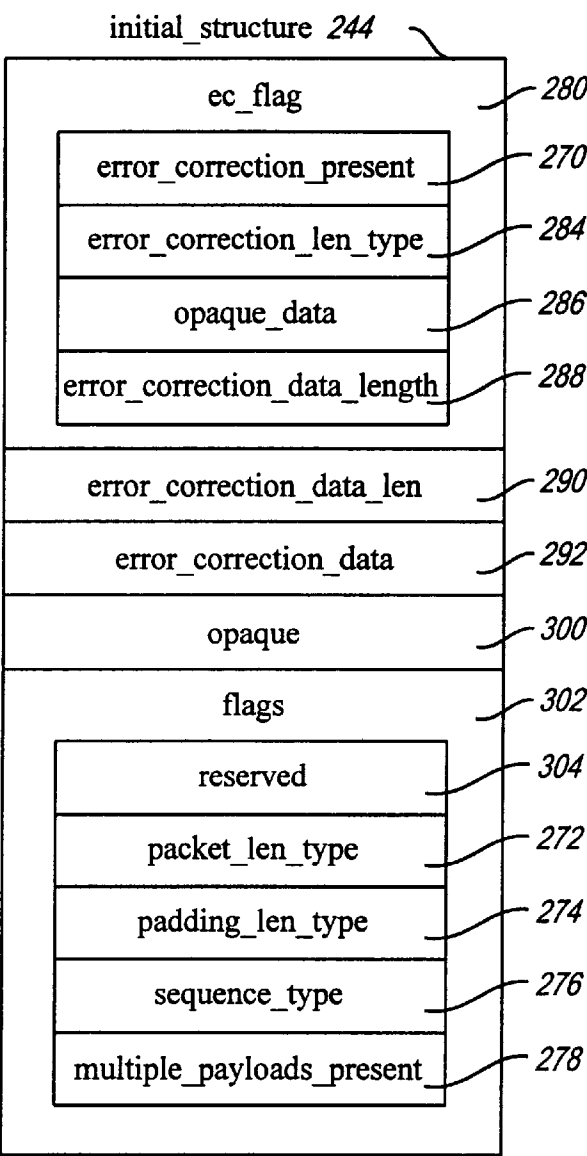 initial_structure 244
ec_flag 280
error_correction_present 270
error_correction_len_type 284
opaque_data 286
error_correction_data_length 288
error_correction_data_len 290
error_correction_data 292
opaque 300
flags 302
reserved 304
packet_len_type 272
padding_len_type 274
sequence_type 276
multiple_payloads_present 278